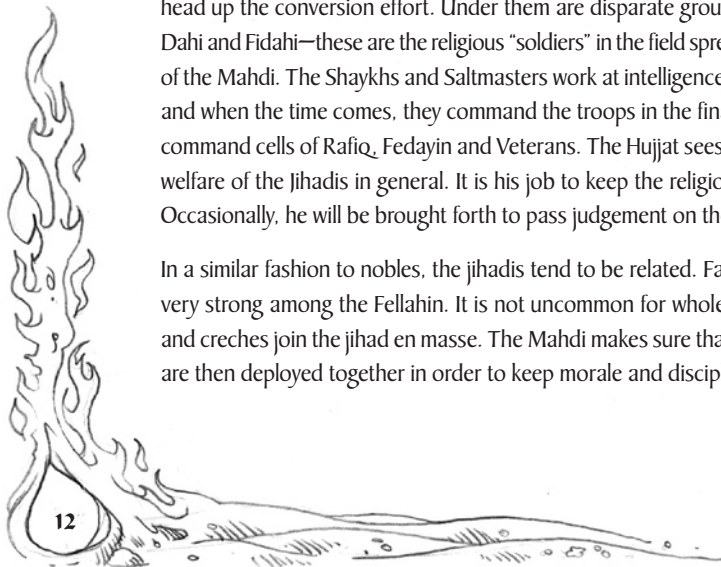 head up the conversion effort. Under them are disparate grou
Dahi and Fidahi—these are the religious “soldiers” in the field spre
of the Mahdi. The Shaykhs and Saltmasters work at intelligence
and when the time comes, they command the troops in the fin
command cells of Rafiq, Fedayin and Veterans. The Hujjat sees
welfare of the Jihadis in general. It is his job to keep the religio
Occasionally, he will be brought forth to pass judgement on th
In a similar fashion to nobles, the jihadis tend to be related. Fa
very strong among the Fellahin. It is not uncommon for whole
and creches join the jihad en masse. The Mahdi makes sure tha
are then deployed together in order to keep morale and discip
12